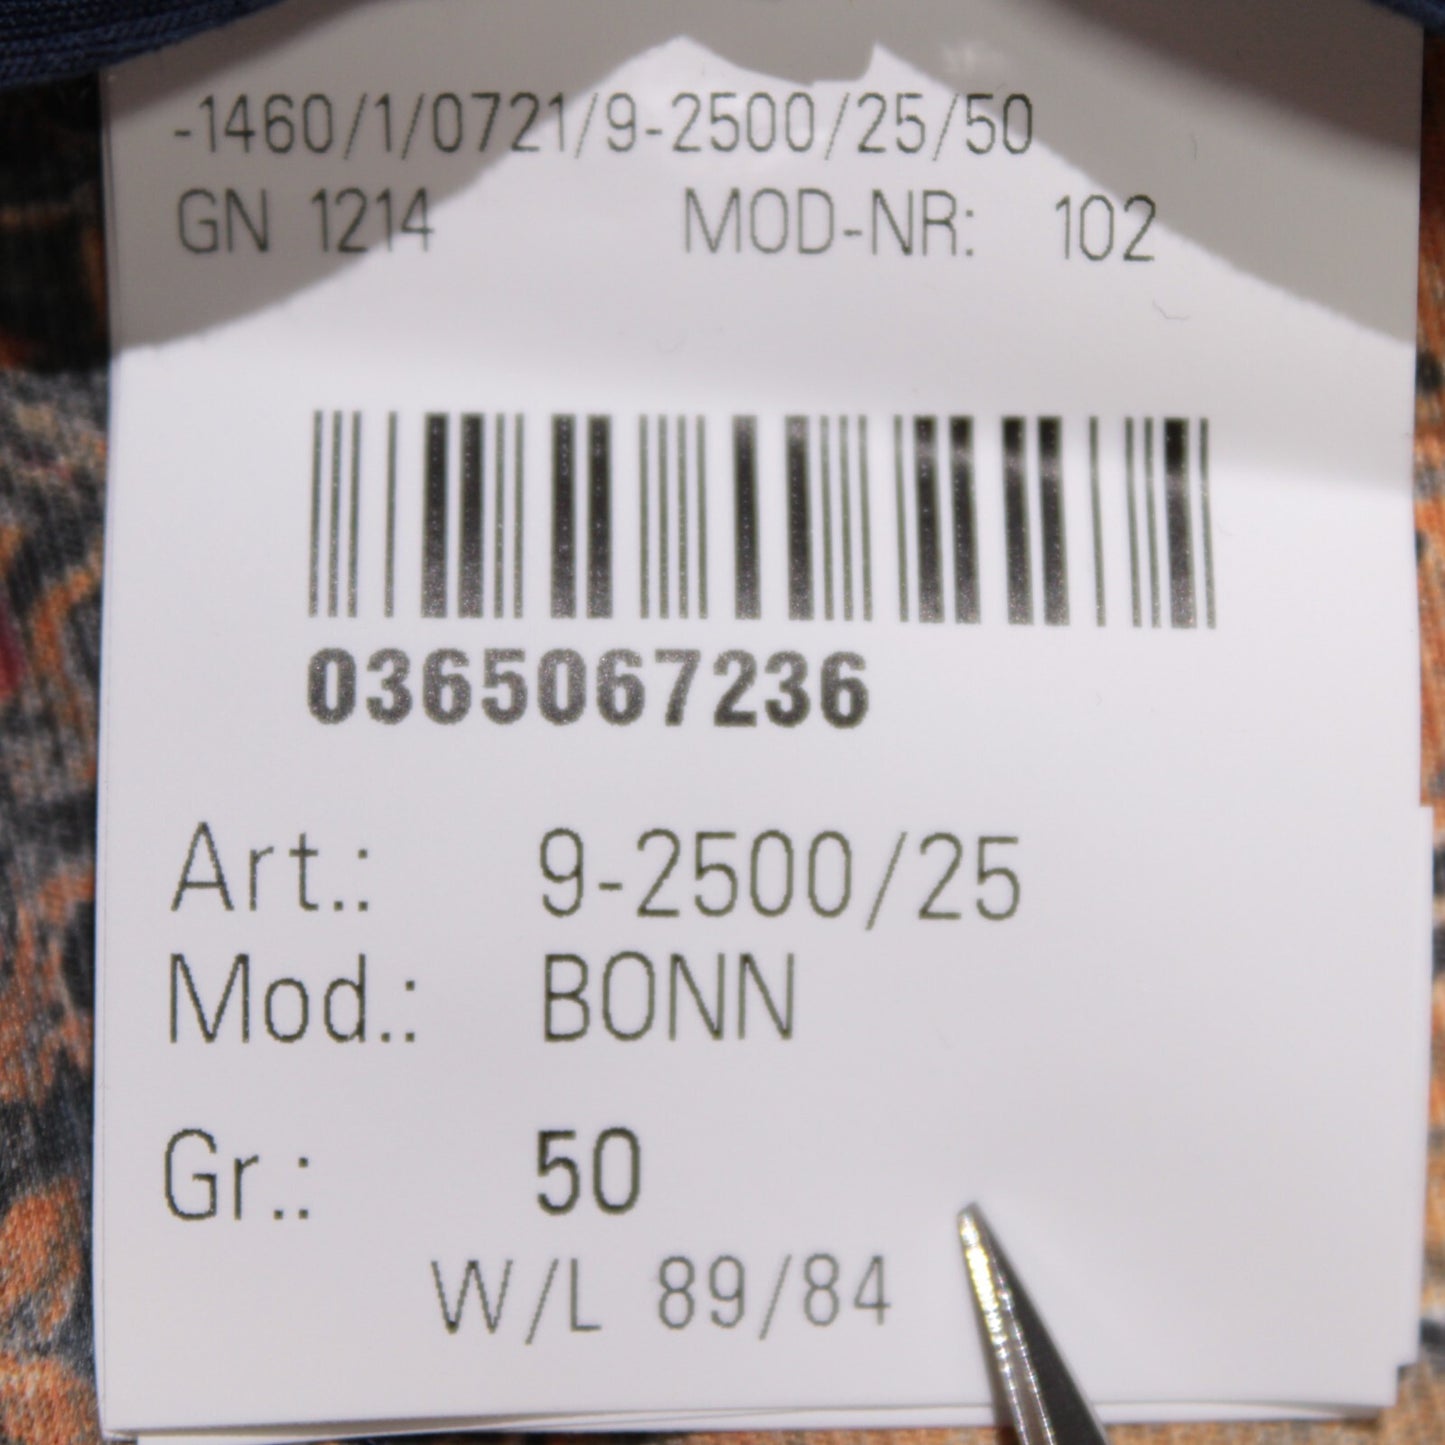 -1460/1/0721/9-2500/25/50
GN 1214 MOD-NR: 102
0365067236
Art.: 9-2500/25
Mod.: BONN
Gr.: 50
W/L 89/84